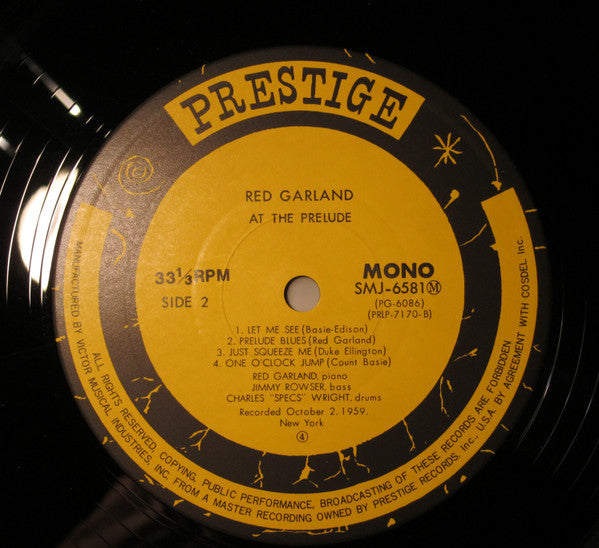 PRESTIGE
RED GARLAND
AT THE PRELUDE
33⅓RPM
SIDE 2
MONO
SMJ-6581Ⓜ
(PG-6086)
(PRLP-7170-B)
1. LET ME SEE (Basie-Edison)
2. PRELUDE BLUES (Red Garland)
3. JUST SQUEEZE ME (Duke Ellington)
4. ONE O'CLOCK JUMP (Count Basie)
RED GARLAND, piano
JIMMY ROWSER, bass
CHARLES "SPECS" WRIGHT, drums
Recorded October 2, 1959.
New York
④
MANUFACTURED BY VICTOR MUSICAL INDUSTRIES, INC. FROM A MASTER RECORDING OWNED BY PRESTIGE RECORDS, Inc., U.S.A. BY AGREEMENT WITH COSDEL Inc.
ALL RIGHTS RESERVED, COPYING, PUBLIC PERFORMANCE, BROADCASTING OF THESE RECORDS ARE FORBIDDEN